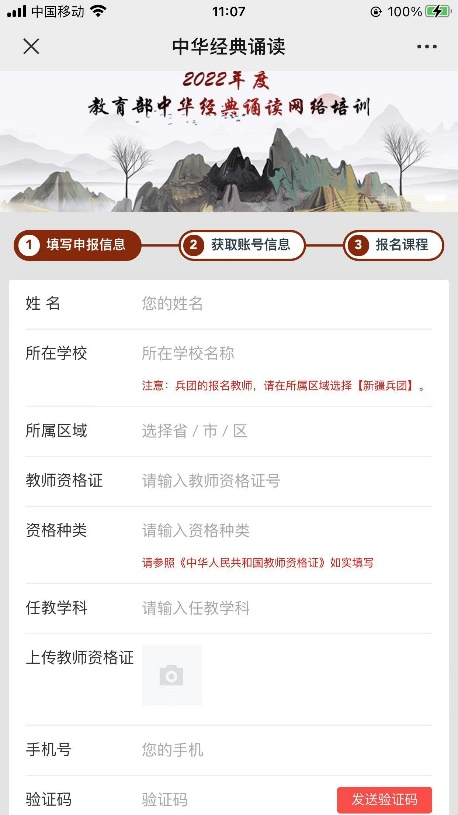 中国移动
11:07
100%
中华经典诵读
2022年度
教育部中华经典诵读网络培训
1 填写申报信息
2 获取账号信息
3 报名课程
姓 名 您的姓名
所在学校 所在学校名称
注意：兵团的报名教师，请在所属区域选择【新疆兵团】。
所属区域 选择省 / 市 / 区
教师资格证 请输入教师资格证号
资格种类 请输入资格种类
请参照《中华人民共和国教师资格证》如实填写
任教学科 请输入任教学科
上传教师资格证
手机号 您的手机
验证码 验证码 发送验证码